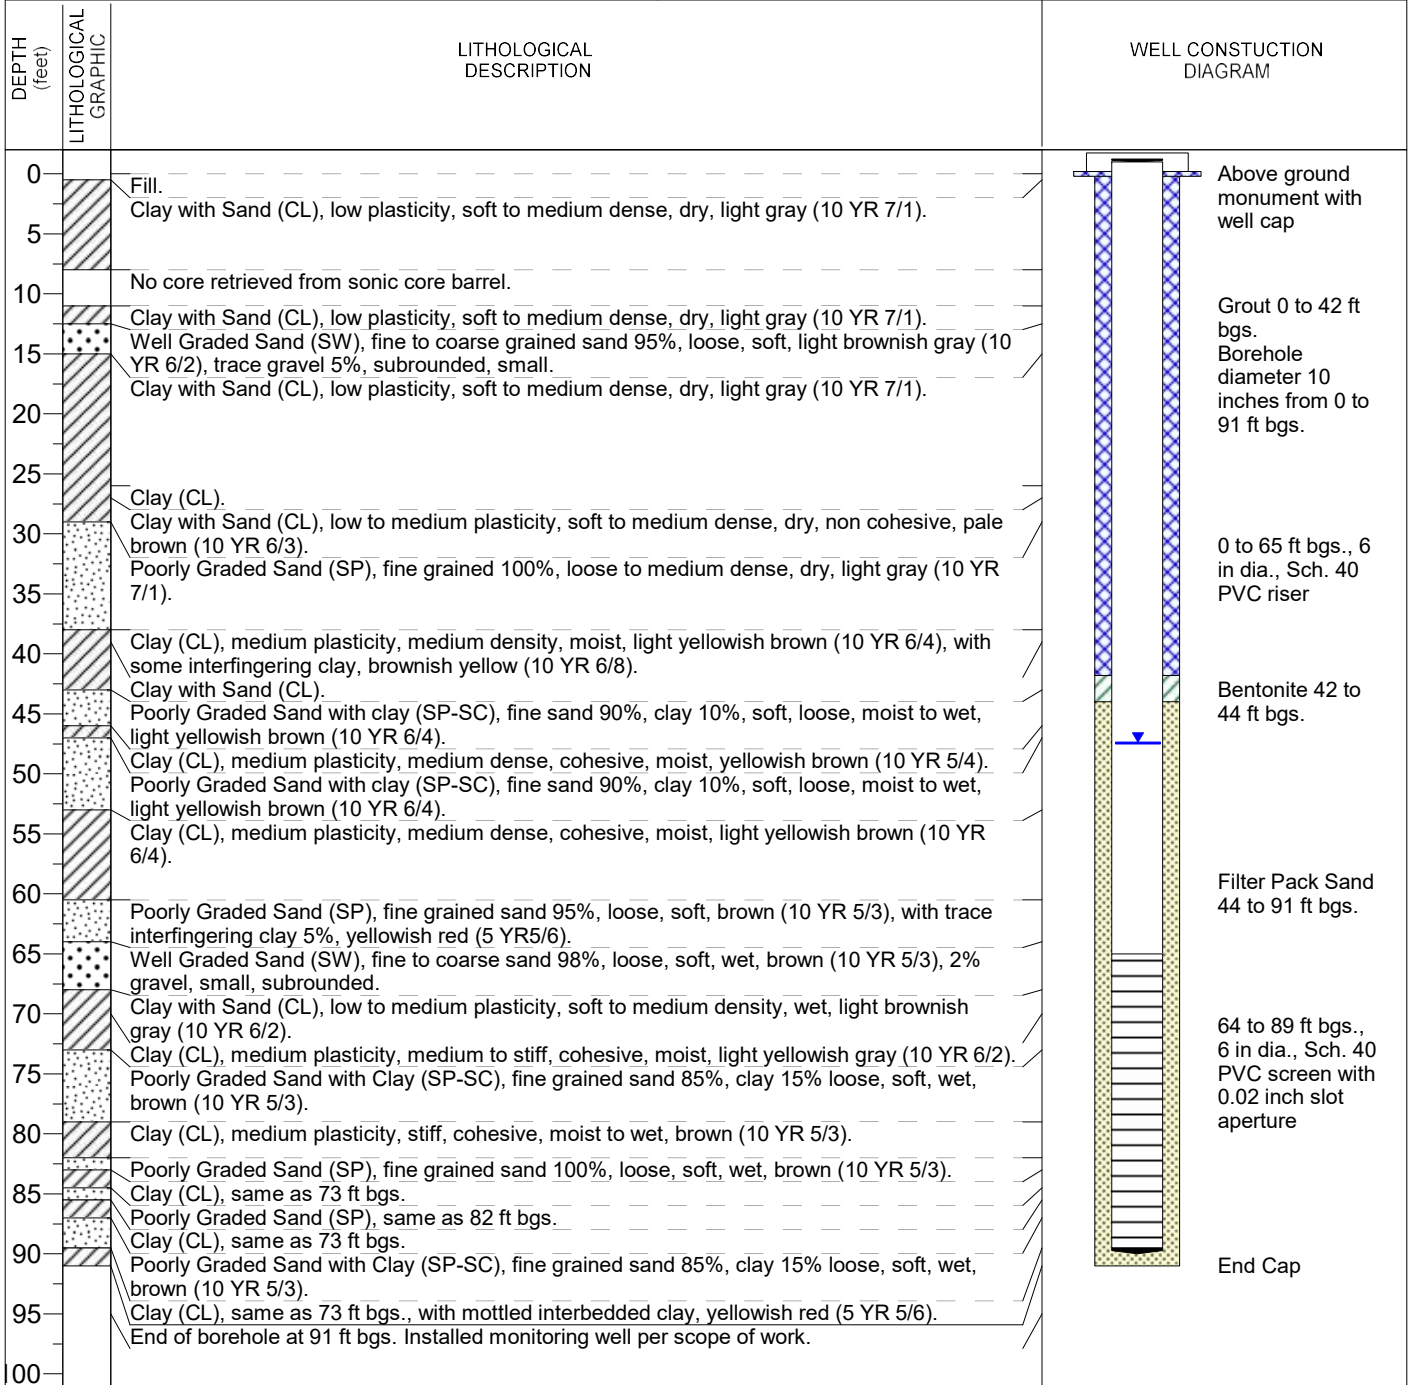 DEPTH
(feet)
LITHOLOGICAL
GRAPHIC
LITHOLOGICAL
DESCRIPTION
WELL CONSTUCTION
DIAGRAM
0
5
10
15
20
25
30
35
40
45
50
55
60
65
70
75
80
85
90
95
100
Fill.
Clay with Sand (CL), low plasticity, soft to medium dense, dry, light gray (10 YR 7/1).
No core retrieved from sonic core barrel.
Clay with Sand (CL), low plasticity, soft to medium dense, dry, light gray (10 YR 7/1).
Well Graded Sand (SW), fine to coarse grained sand 95%, loose, soft, light brownish gray (10
YR 6/2), trace gravel 5%, subrounded, small.
Clay with Sand (CL), low plasticity, soft to medium dense, dry, light gray (10 YR 7/1).
Clay (CL).
Clay with Sand (CL), low to medium plasticity, soft to medium dense, dry, non cohesive, pale
brown (10 YR 6/3).
Poorly Graded Sand (SP), fine grained 100%, loose to medium dense, dry, light gray (10 YR
7/1).
Clay (CL), medium plasticity, medium density, moist, light yellowish brown (10 YR 6/4), with
some interfingering clay, brownish yellow (10 YR 6/8).
Clay with Sand (CL).
Poorly Graded Sand with clay (SP-SC), fine sand 90%, clay 10%, soft, loose, moist to wet,
light yellowish brown (10 YR 6/4).
Clay (CL), medium plasticity, medium dense, cohesive, moist, yellowish brown (10 YR 5/4).
Poorly Graded Sand with clay (SP-SC), fine sand 90%, clay 10%, soft, loose, moist to wet,
light yellowish brown (10 YR 6/4).
Clay (CL), medium plasticity, medium dense, cohesive, moist, light yellowish brown (10 YR
6/4).
Poorly Graded Sand (SP), fine grained sand 95%, loose, soft, brown (10 YR 5/3), with trace
interfingering clay 5%, yellowish red (5 YR5/6).
Well Graded Sand (SW), fine to coarse sand 98%, loose, soft, wet, brown (10 YR 5/3), 2%
gravel, small, subrounded.
Clay with Sand (CL), low to medium plasticity, soft to medium density, wet, light brownish
gray (10 YR 6/2).
Clay (CL), medium plasticity, medium to stiff, cohesive, moist, light yellowish gray (10 YR 6/2).
Poorly Graded Sand with Clay (SP-SC), fine grained sand 85%, clay 15% loose, soft, wet,
brown (10 YR 5/3).
Clay (CL), medium plasticity, stiff, cohesive, moist to wet, brown (10 YR 5/3).
Poorly Graded Sand (SP), fine grained sand 100%, loose, soft, wet, brown (10 YR 5/3).
Clay (CL), same as 73 ft bgs.
Poorly Graded Sand (SP), same as 82 ft bgs.
Clay (CL), same as 73 ft bgs.
Poorly Graded Sand with Clay (SP-SC), fine grained sand 85%, clay 15% loose, soft, wet,
brown (10 YR 5/3).
Clay (CL), same as 73 ft bgs., with mottled interbedded clay, yellowish red (5 YR 5/6).
End of borehole at 91 ft bgs. Installed monitoring well per scope of work.
Above ground
monument with
well cap
Grout 0 to 42 ft
bgs.
Borehole
diameter 10
inches from 0 to
91 ft bgs.
0 to 65 ft bgs., 6
in dia., Sch. 40
PVC riser
Bentonite 42 to
44 ft bgs.
Filter Pack Sand
44 to 91 ft bgs.
64 to 89 ft bgs.,
6 in dia., Sch. 40
PVC screen with
0.02 inch slot
aperture
End Cap